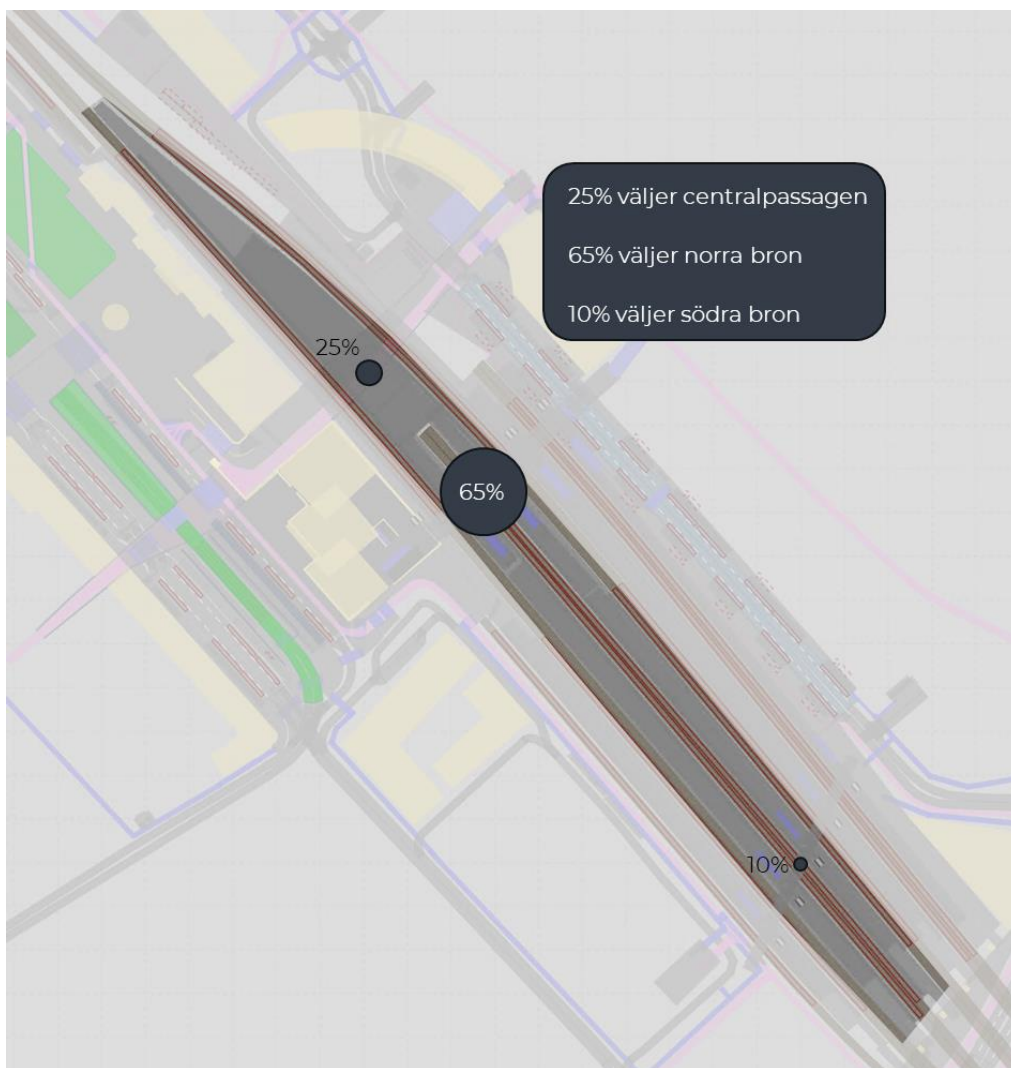 25% väljer centralpassagen
65% väljer norra bron
10% väljer södra bron
25%
65%
10%